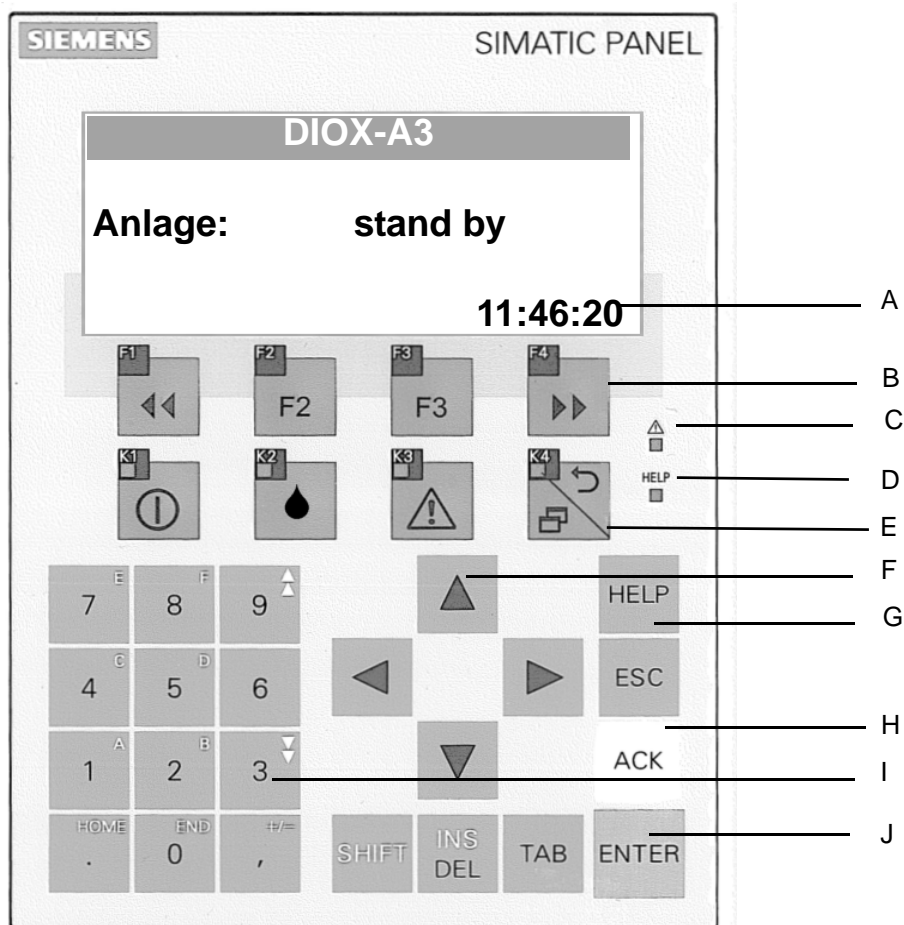 SIEMENS SIMATIC PANEL
DIOX-A3
Anlage: stand by
11:46:20 A
F1 F2 F3 F4
F2 F3 B
C
K1 K2 K3 K4 HELP D
E
E F F
7 8 9 HELP
G
C D
4 5 6 ESC
H
A B
1 2 3 ACK
I
HOME END +/-
. 0 , SHIFT INS DEL TAB ENTER J